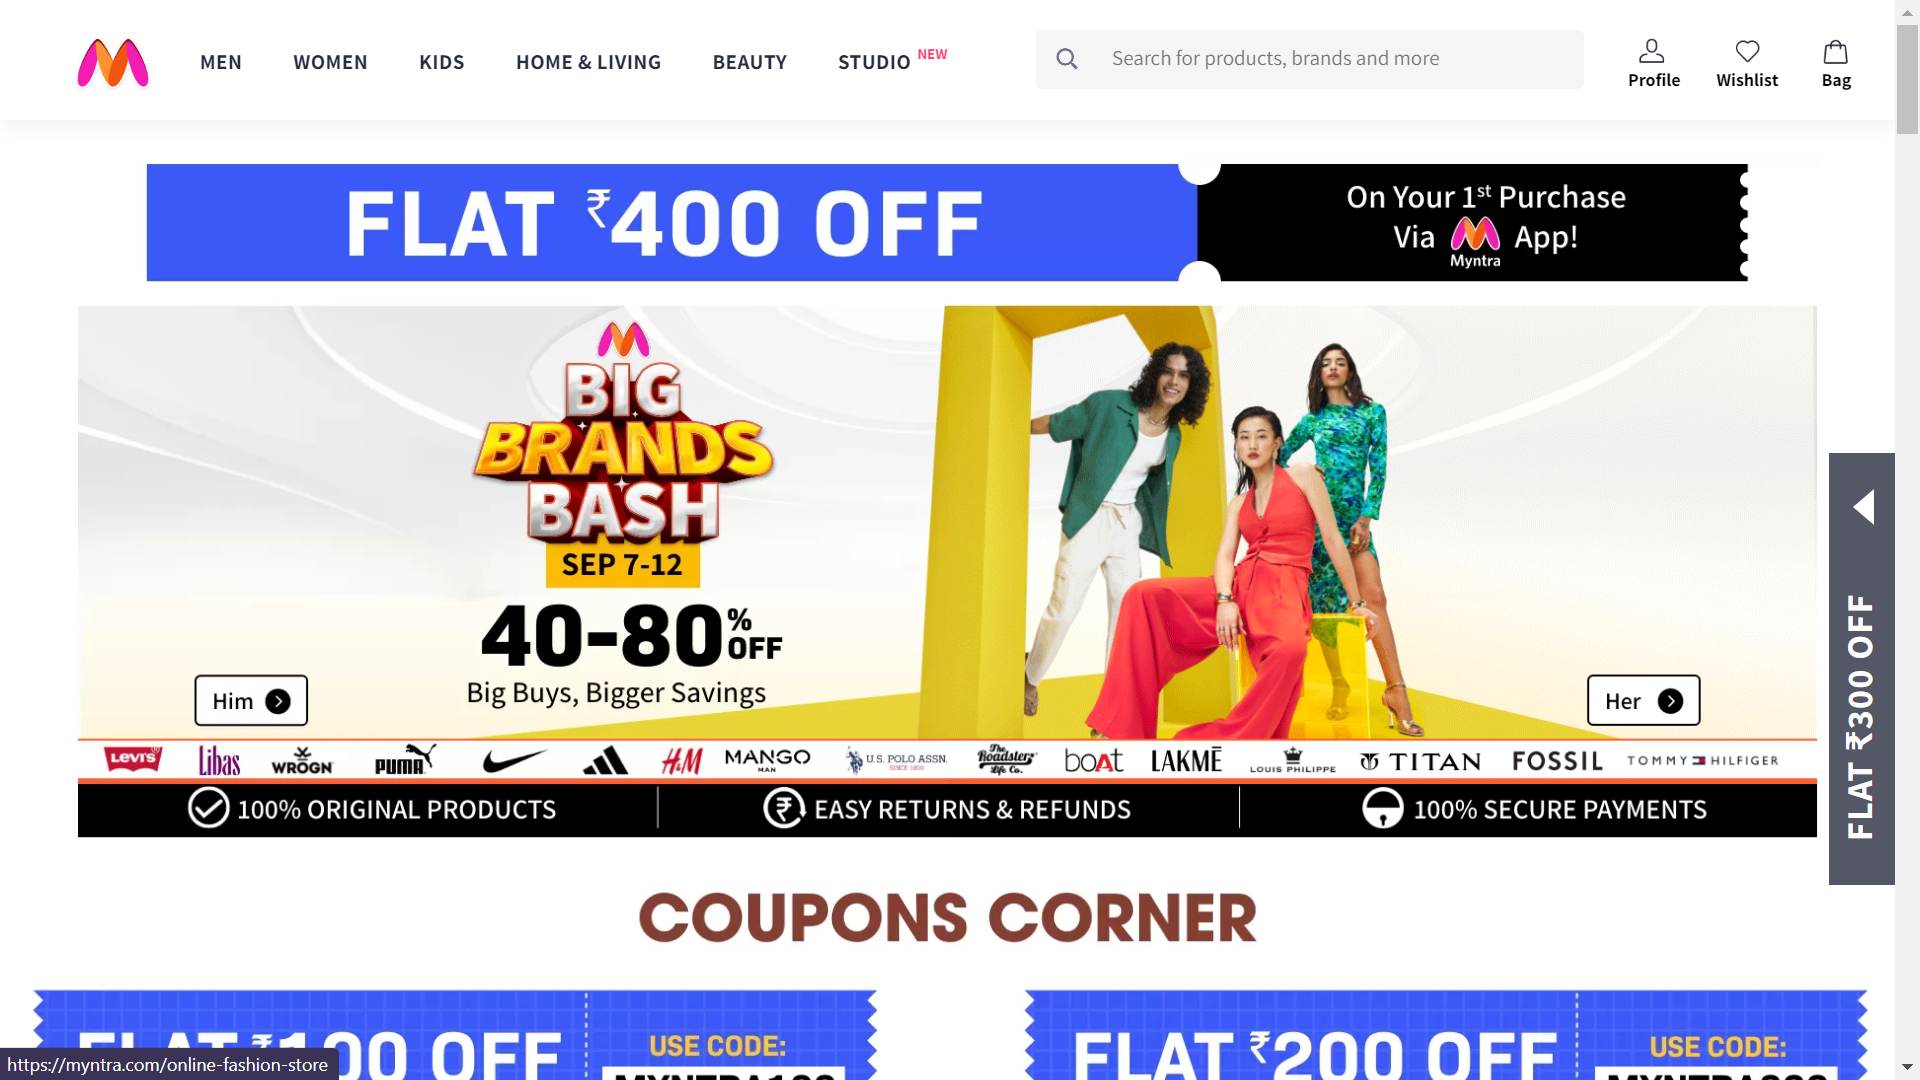 MEN WOMEN KIDS HOME & LIVING BEAUTY STUDIO NEW
Search for products, brands and more
Profile Wishlist Bag
FLAT ₹400 OFF
On Your 1st Purchase
Via Myntra App!
BIG
BRANDS
BASH
SEP 7-12
40-80% OFF
Big Buys, Bigger Savings
Him
Her
LEVI'S Libas WROGN PUMA H&M MANGO MAN U.S. POLO ASSN. SINCE 1890 The Roadster Life Co. boAt LAKMĒ LOUIS PHILIPPE TITAN FOSSIL TOMMY HILFIGER
100% ORIGINAL PRODUCTS
EASY RETURNS & REFUNDS
100% SECURE PAYMENTS
FLAT ₹300 OFF
COUPONS CORNER
FLAT ₹100 OFF
USE CODE:
FLAT ₹200 OFF
USE CODE:
https://myntra.com/online-fashion-store